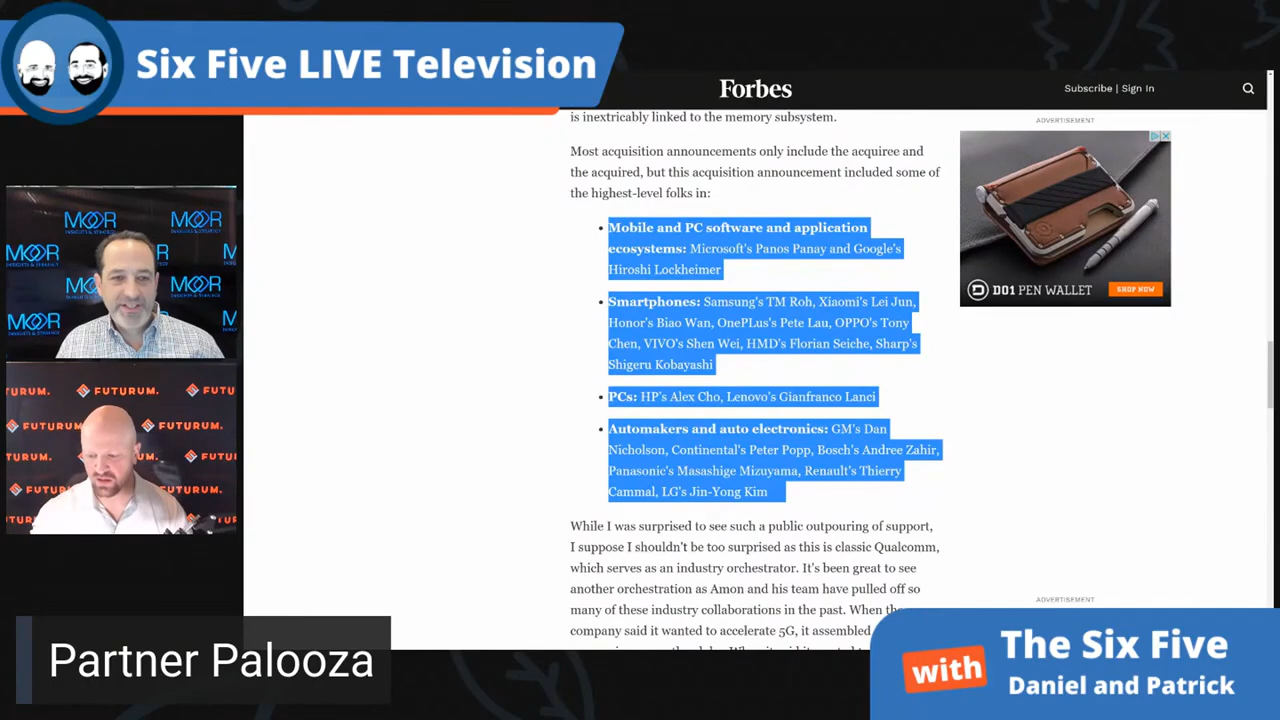 Six Five LIVE Television
Forbes
Subscribe | Sign In
is inextricably linked to the memory subsystem.
ADVERTISEMENT
Most acquisition announcements only include the acquiree and
the acquired, but this acquisition announcement included some of
the highest-level folks in:
• Mobile and PC software and application
ecosystems: Microsoft's Panos Panay and Google's
Hiroshi Lockheimer
• Smartphones: Samsung's TM Roh, Xiaomi's Lei Jun,
Honor's Biao Wan, OnePLus's Pete Lau, OPPO's Tony
Chen, VIVO's Shen Wei, HMD's Florian Seiche, Sharp's
Shigeru Kobayashi
• PCs: HP's Alex Cho, Lenovo's Gianfranco Lanci
• Automakers and auto electronics: GM's Dan
Nicholson, Continental's Peter Popp, Bosch's Andree Zahir,
Panasonic's Masashige Mizuyama, Renault's Thierry
Cammal, LG's Jin-Yong Kim
D01 PEN WALLET
SHOP NOW
While I was surprised to see such a public outpouring of support,
I suppose I shouldn't be too surprised as this is classic Qualcomm,
which serves as an industry orchestrator. It's been great to see
another orchestration as Amon and his team have pulled off so
many of these industry collaborations in the past. When the
company said it wanted to accelerate 5G, it assembled
ADVERTISEMENT
MOOR
INSIGHTS & STRATEGY
FUTURUM.
Partner Palooza
with
The Six Five
Daniel and Patrick